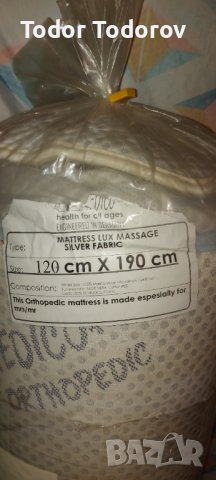 Todor Todorov
health for all ages
ENGINEERED IN GERMANY
Type: MATTRESS LUX MASSAGE
SILVER FABRIC
Size: 120 cm X 190 cm
Composition:
This Orthopedic mattress is made espesially for
mrs/mr
ORTHOPEDIC
BAZAR